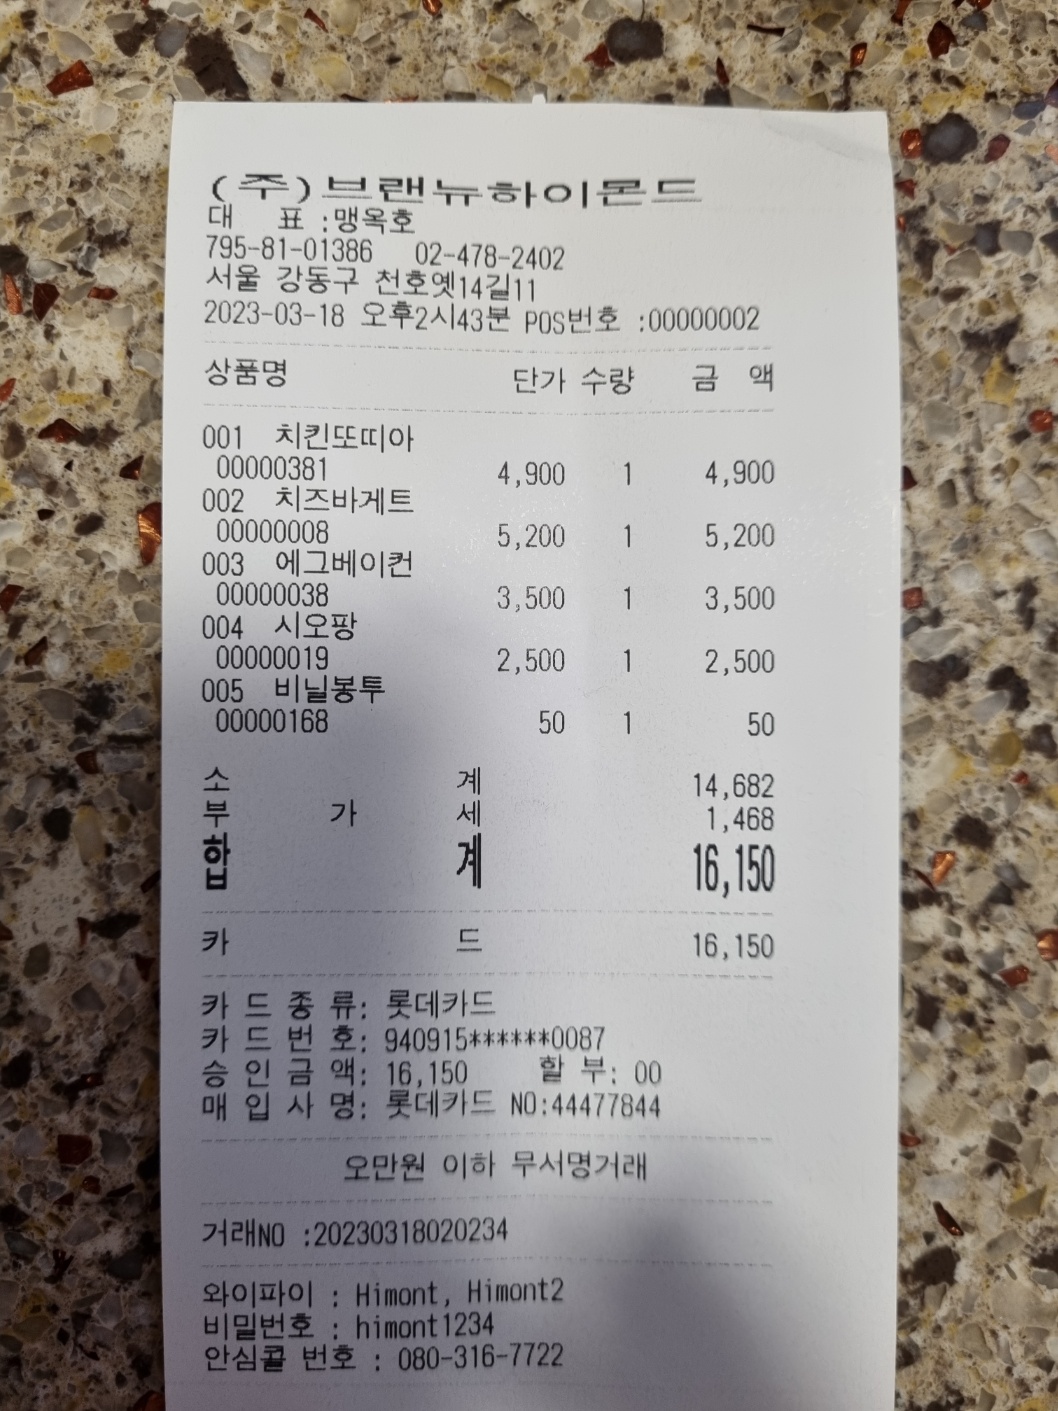 (주)브랜뉴하이몬드
대 표 :맹옥호
795-81-01386 02-478-2402
서울 강동구 천호옛14길11
2023-03-18 오후2시43분 POS번호 :00000002
상품명 단가 수량 금 액
001 치킨또띠아
00000381 4,900 1 4,900
002 치즈바게트
00000008 5,200 1 5,200
003 에그베이컨
00000038 3,500 1 3,500
004 시오팡
00000019 2,500 1 2,500
005 비닐봉투
00000168 50 1 50
소 계 14,682
부 가 세 1,468
합 계 16,150
카 드 16,150
카 드 종 류: 롯데카드
카 드 번 호: 940915******0087
승 인 금 액: 16,150 할 부: 00
매 입 사 명: 롯데카드 NO:44477844
오만원 이하 무서명거래
거래NO :20230318020234
와이파이 : Himont, Himont2
비밀번호 : himont1234
안심콜 번호 : 080-316-7722